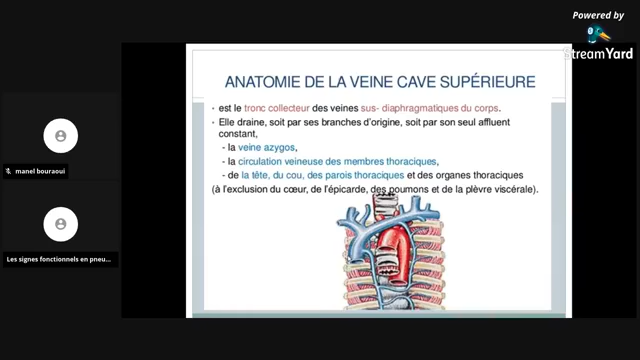 Powered by
StreamYard
ANATOMIE DE LA VEINE CAVE SUPÉRIEURE
• est le tronc collecteur des veines sus- diaphragmatiques du corps.
• Elle draine, soit par ses branches d'origine, soit par son seul affluent
constant,
- la veine azygos,
- la circulation veineuse des membres thoraciques,
- de la tête, du cou, des parois thoraciques et des organes thoraciques
(à l'exclusion du cœur, de l'épicarde, des poumons et de la plèvre viscérale).
manel bouraoui
Les signes fonctionnels en pneu...